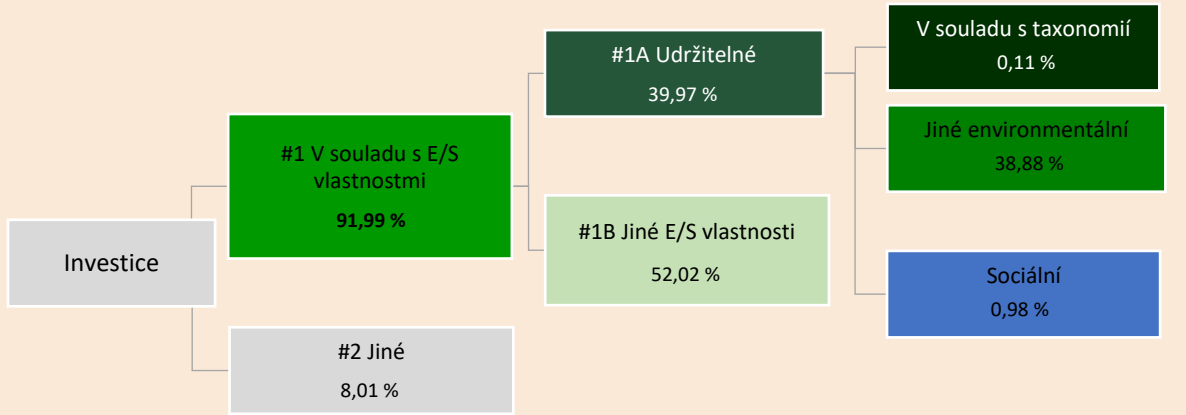 Investice
#1 V souladu s E/S
vlastnostmi
91,99 %
#2 Jiné
8,01 %
#1A Udržitelné
39,97 %
#1B Jiné E/S vlastnosti
52,02 %
V souladu s taxonomií
0,11 %
Jiné environmentální
38,88 %
Sociální
0,98 %